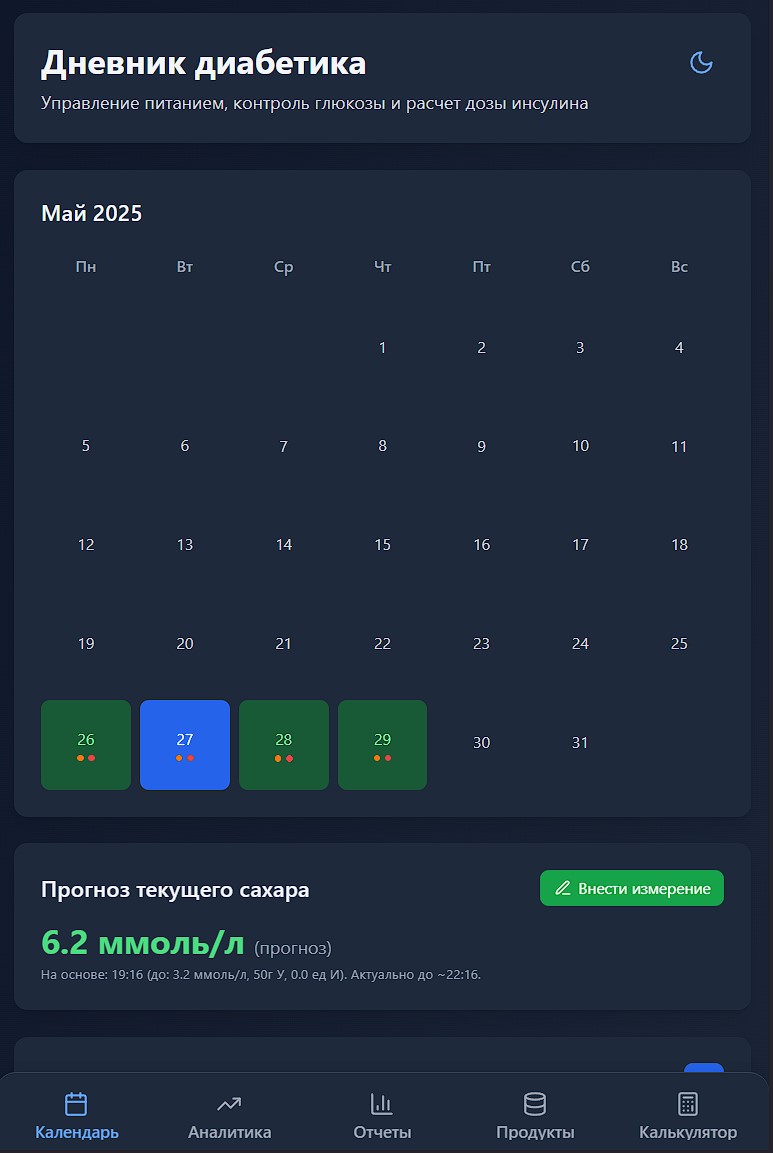 Дневник диабетика
Управление питанием, контроль глюкозы и расчет дозы инсулина
Май 2025
Пн Вт Ср Чт Пт Сб Вс
1 2 3 4
5 6 7 8 9 10 11
12 13 14 15 16 17 18
19 20 21 22 23 24 25
26 27 28 29 30 31
Прогноз текущего сахара
Внести измерение
6.2 ммоль/л (прогноз)
На основе: 19:16 (до: 3.2 ммоль/л, 50г У, 0.0 ед И). Актуально до ~22:16.
Календарь Аналитика Отчеты Продукты Калькулятор